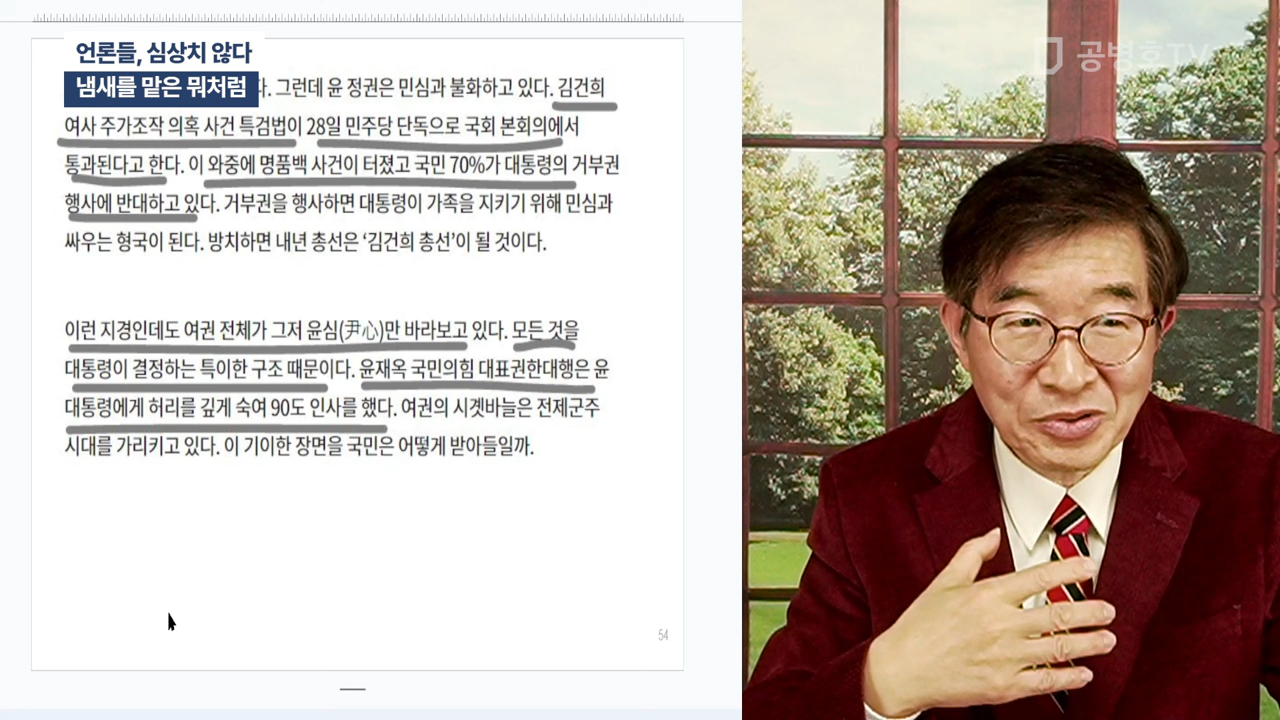 언론들, 심상치 않다
냄새를 맡은 뭐처럼
다. 그런데 윤 정권은 민심과 불화하고 있다. 김건희
여사 주가조작 의혹 사건 특검법이 28일 민주당 단독으로 국회 본회의에서
통과된다고 한다. 이 와중에 명품백 사건이 터졌고 국민 70%가 대통령의 거부권
행사에 반대하고 있다. 거부권을 행사하면 대통령이 가족을 지키기 위해 민심과
싸우는 형국이 된다. 방치하면 내년 총선은 ‘김건희 총선’이 될 것이다.
이런 지경인데도 여권 전체가 그저 윤심(尹心)만 바라보고 있다. 모든 것을
대통령이 결정하는 특이한 구조 때문이다. 윤재옥 국민의힘 대표권한대행은 윤
대통령에게 허리를 깊게 숙여 90도 인사를 했다. 여권의 시곗바늘은 전제군주
시대를 가리키고 있다. 이 기이한 장면을 국민은 어떻게 받아들일까.
54
공병호TV